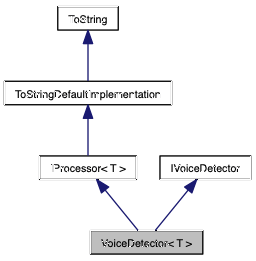 ToString
ToStringDefaultImplementation
IProcessor< T >
IVoiceDetector
VoiceDetector< T >